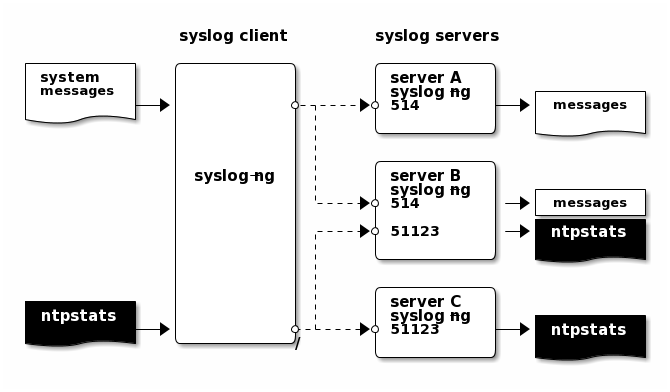 syslog client
syslog servers
system
messages
syslog-ng
ntpstats
/
server A
syslog ng
514
messages
server B
syslog ng
514
51123
messages
ntpstats
server C
syslog ng
51123
ntpstats